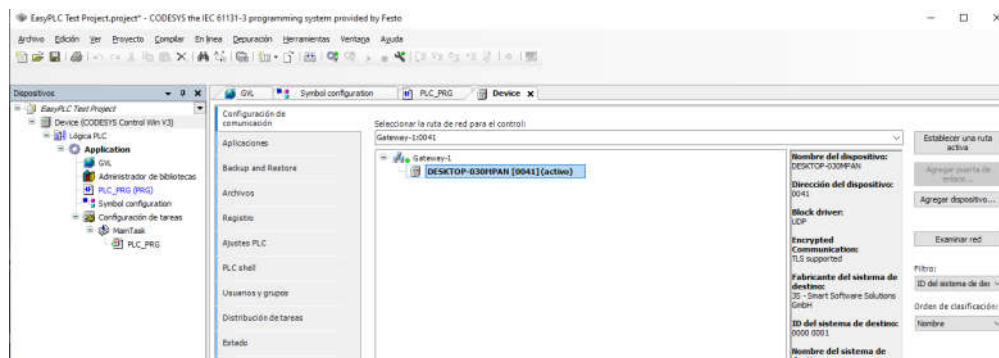 EasyPLC Test Project.project* - CODESYS the IEC 61131-3 programming system provided by Festo
Archivo Edición Ver Proyecto Compilar En línea Depuración Herramientas Ventana Ayuda
Dispositivos
EasyPLC Test Project
Device (CODESYS Control Win V3)
Lógica PLC
Application
GVL
Administrador de bibliotecas
PLC_PRG (PRG)
Symbol configuration
Configuración de tareas
MainTask
PLC_PRG
GVL Symbol configuration PLC_PRG Device
Configuración de
comunicación
Aplicaciones
Backup and Restore
Archivos
Registro
Ajustes PLC
PLC shell
Usuarios y grupos
Distribución de tareas
Estado
Seleccionar la ruta de red para el control:
Gateway-1:0041
Gateway-1
DESKTOP-030MPAN [0041] (activo)
Nombre del dispositivo:
DESKTOP-030MPAN
Dirección del dispositivo:
0041
Block driver:
UDP
Encrypted
Communication:
TLS supported
Fabricante del sistema de
destino:
3S - Smart Software Solutions
GmbH
ID del sistema de destino:
0000 0001
Nombre del sistema de
Establecer una ruta
activa
Agregar puerta de
enlace...
Agregar dispositivo...
Examinar red
Filtro:
ID del sistema de des
Orden de clasificación:
Nombre